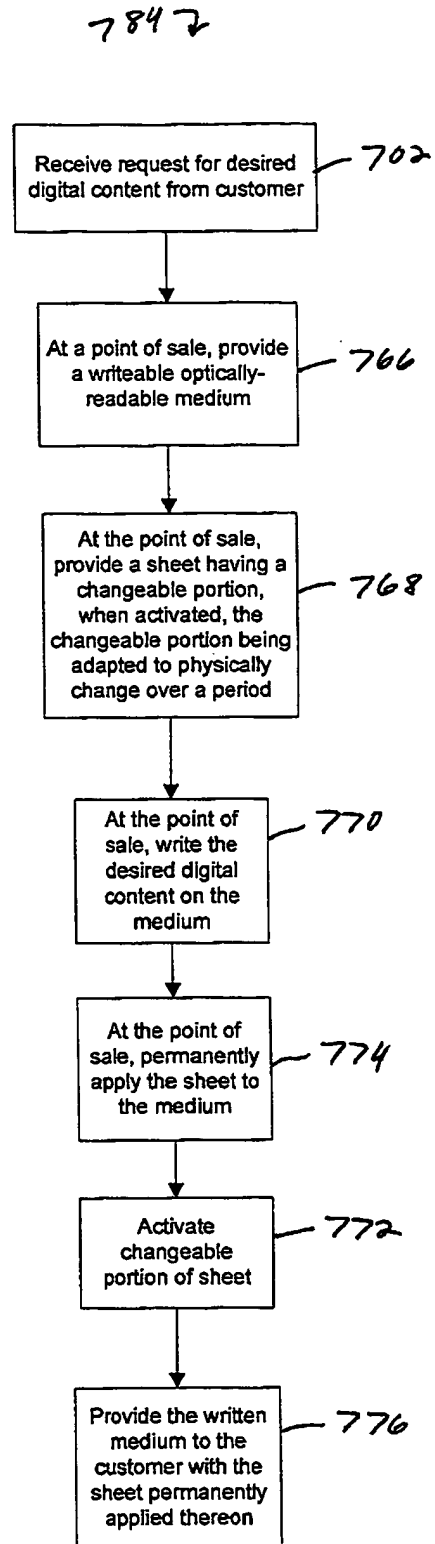 784
Receive request for desired
digital content from customer
702
At a point of sale, provide
a writeable optically-
readable medium
766
At the point of sale,
provide a sheet having a
changeable portion,
when activated, the
changeable portion being
adapted to physically
change over a period
768
At the point of
sale, write the
desired digital
content on the
medium
770
At the point of
sale, permanently
apply the sheet to
the medium
774
Activate
changeable
portion of sheet
772
Provide the written
medium to the
customer with the
sheet permanently
applied thereon
776